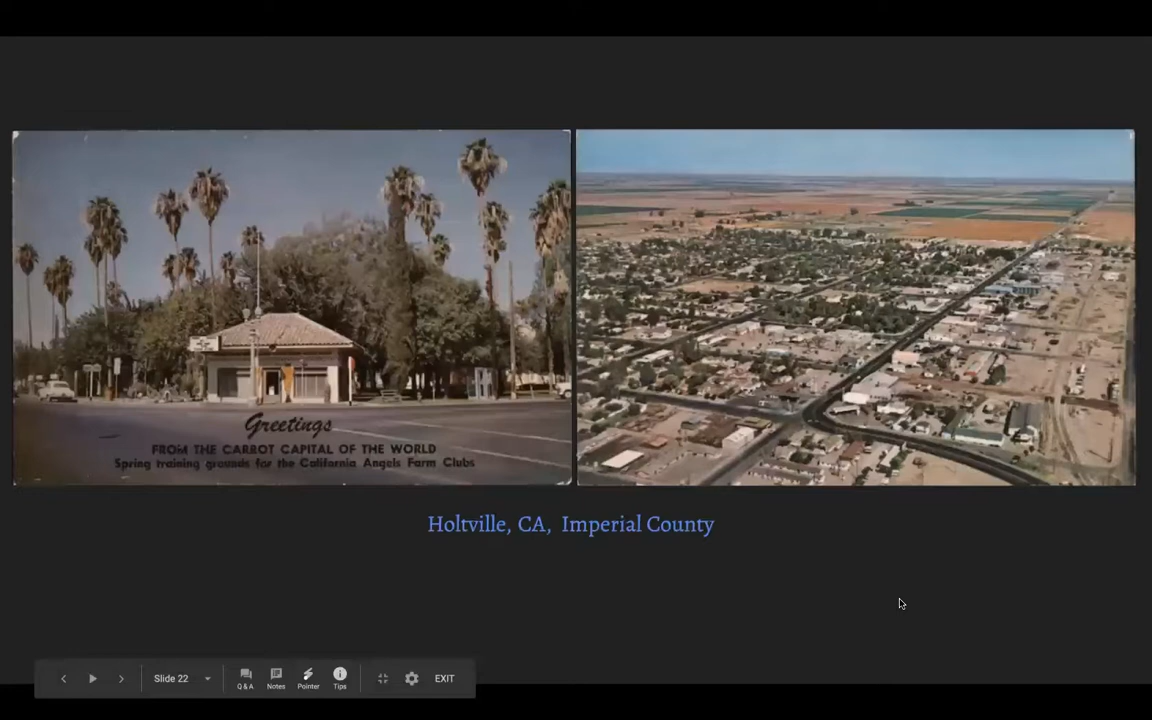 Greetings
FROM THE CARROT CAPITAL OF THE WORLD
Spring training grounds for the California Angels Farm Clubs
Holtville, CA, Imperial County
Slide 22
Q & A
Notes
Pointer
Tips
EXIT